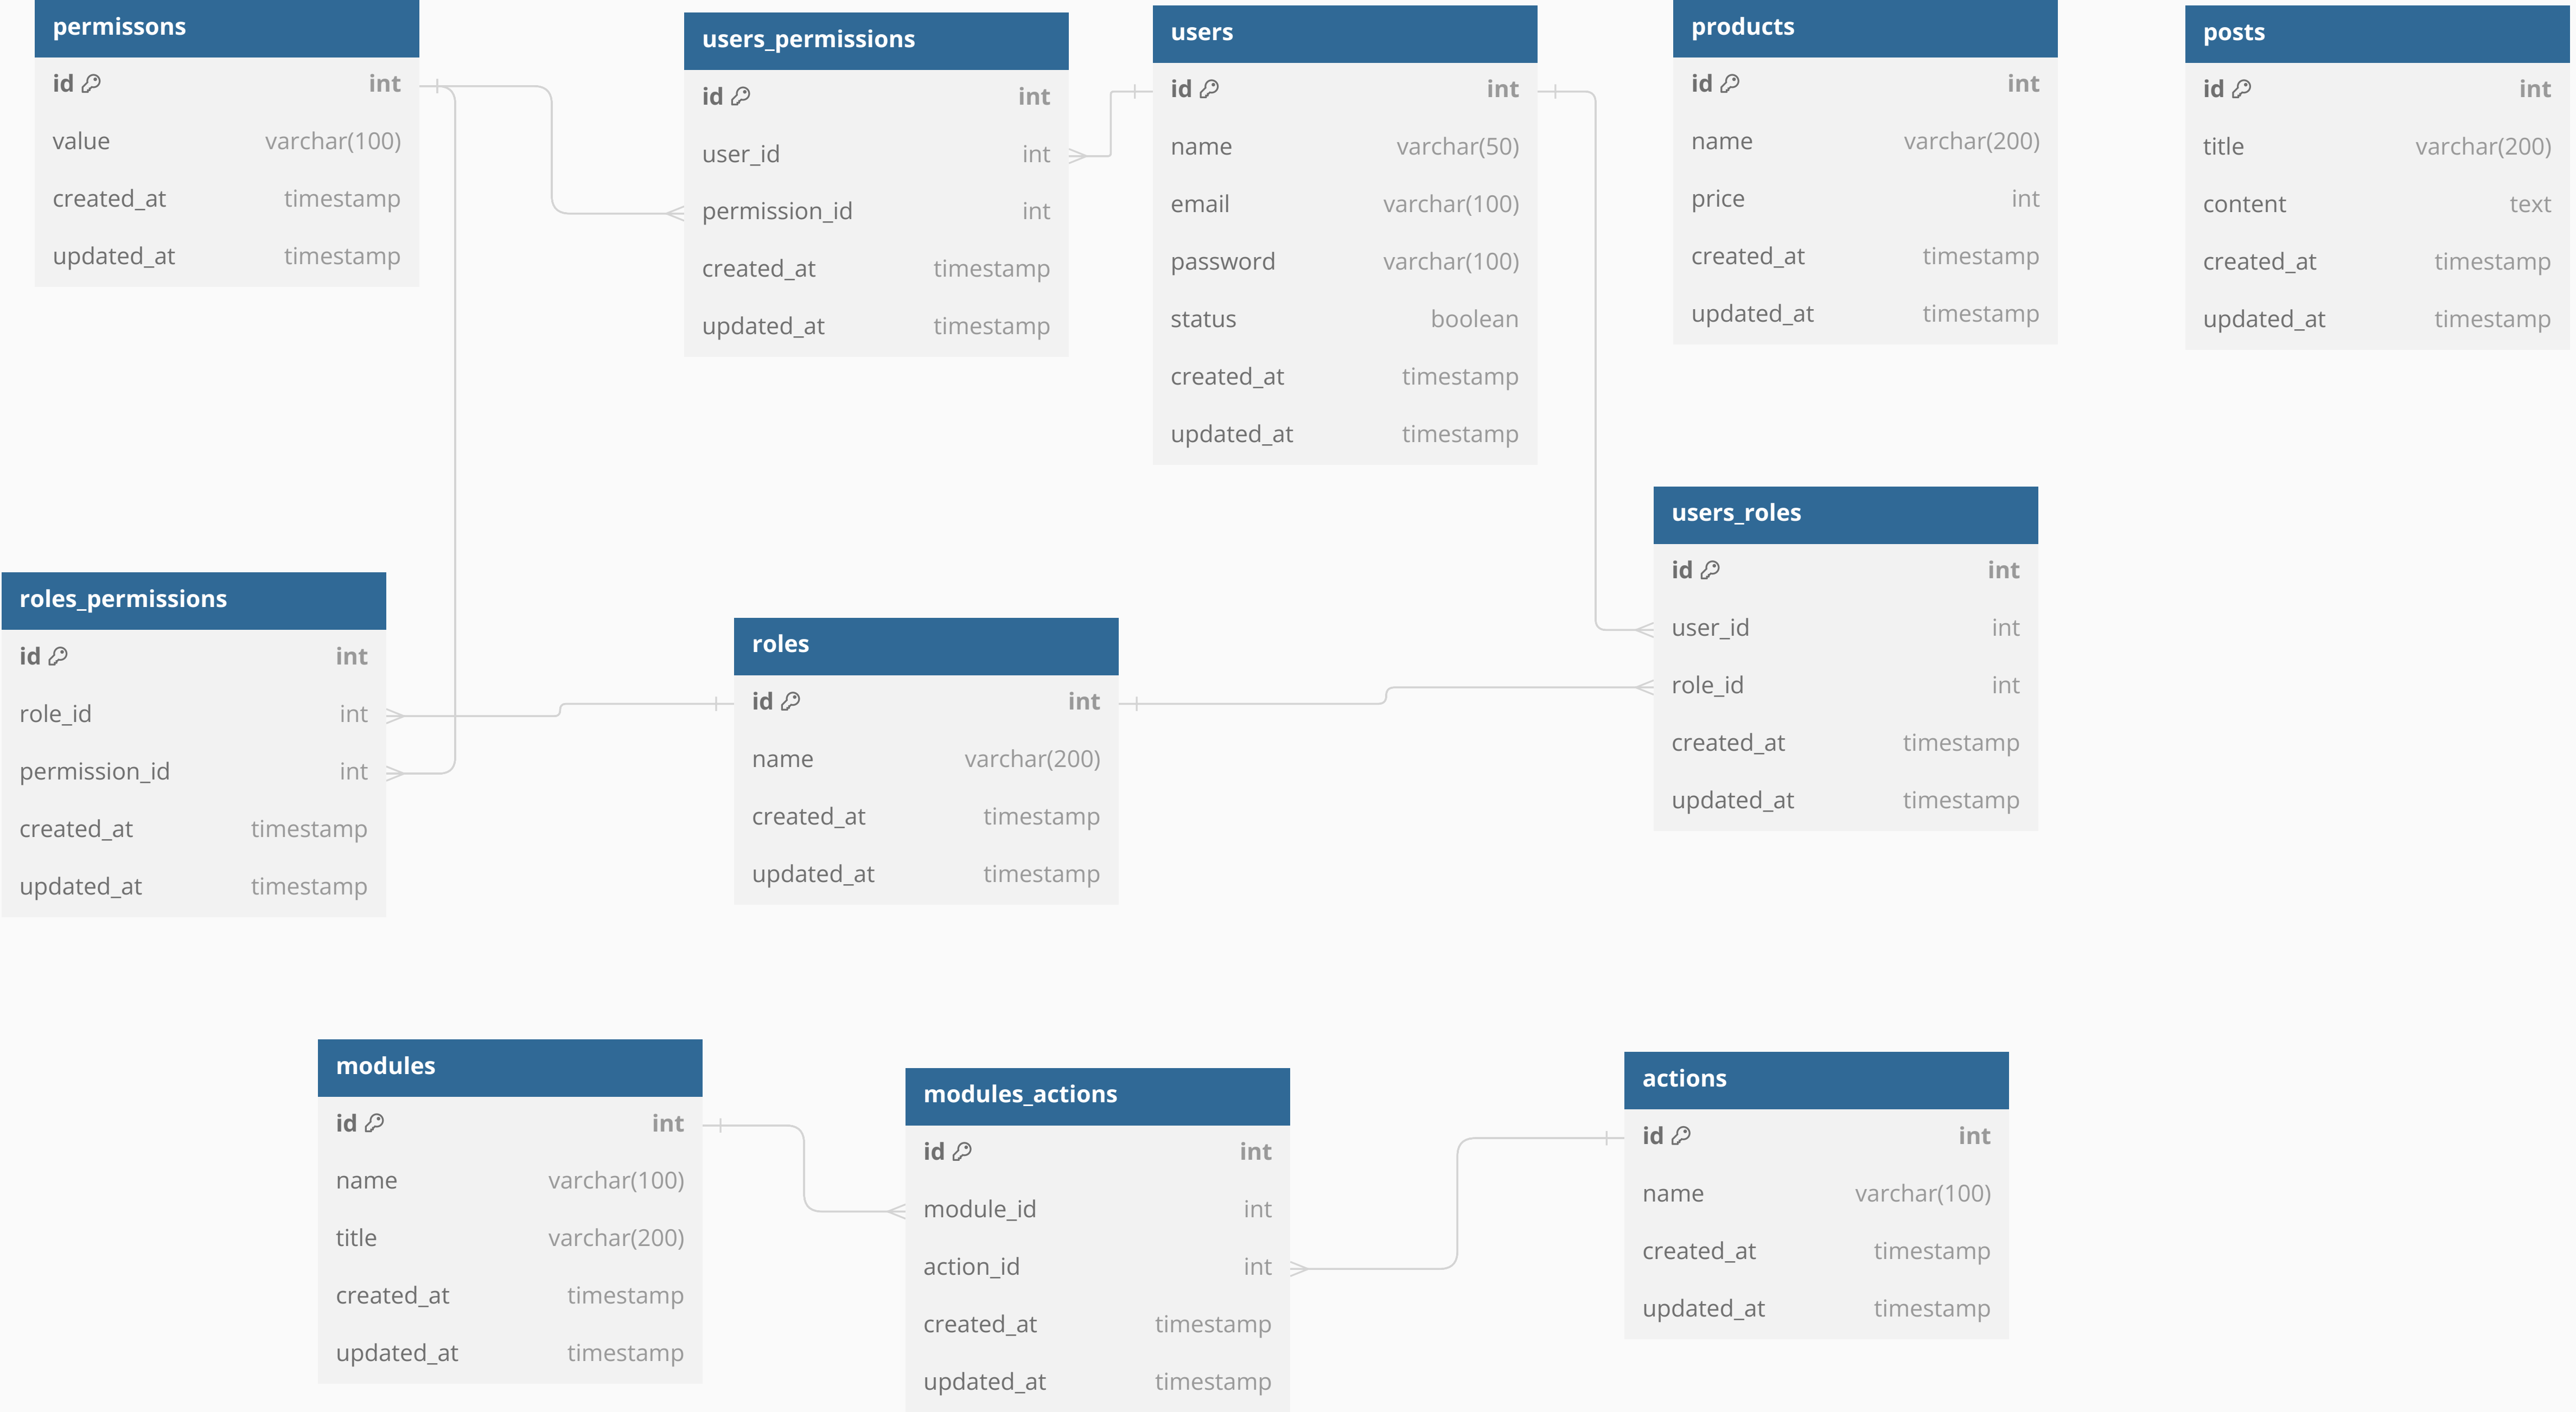 permissons
id int
value varchar(100)
created_at timestamp
updated_at timestamp
users_permissions
id int
user_id int
permission_id int
created_at timestamp
updated_at timestamp
users
id int
name varchar(50)
email varchar(100)
password varchar(100)
status boolean
created_at timestamp
updated_at timestamp
products
id int
name varchar(200)
price int
created_at timestamp
updated_at timestamp
posts
id int
title varchar(200)
content text
created_at timestamp
updated_at timestamp
roles_permissions
id int
role_id int
permission_id int
created_at timestamp
updated_at timestamp
roles
id int
name varchar(200)
created_at timestamp
updated_at timestamp
users_roles
id int
user_id int
role_id int
created_at timestamp
updated_at timestamp
modules
id int
name varchar(100)
title varchar(200)
created_at timestamp
updated_at timestamp
modules_actions
id int
module_id int
action_id int
created_at timestamp
updated_at timestamp
actions
id int
name varchar(100)
created_at timestamp
updated_at timestamp